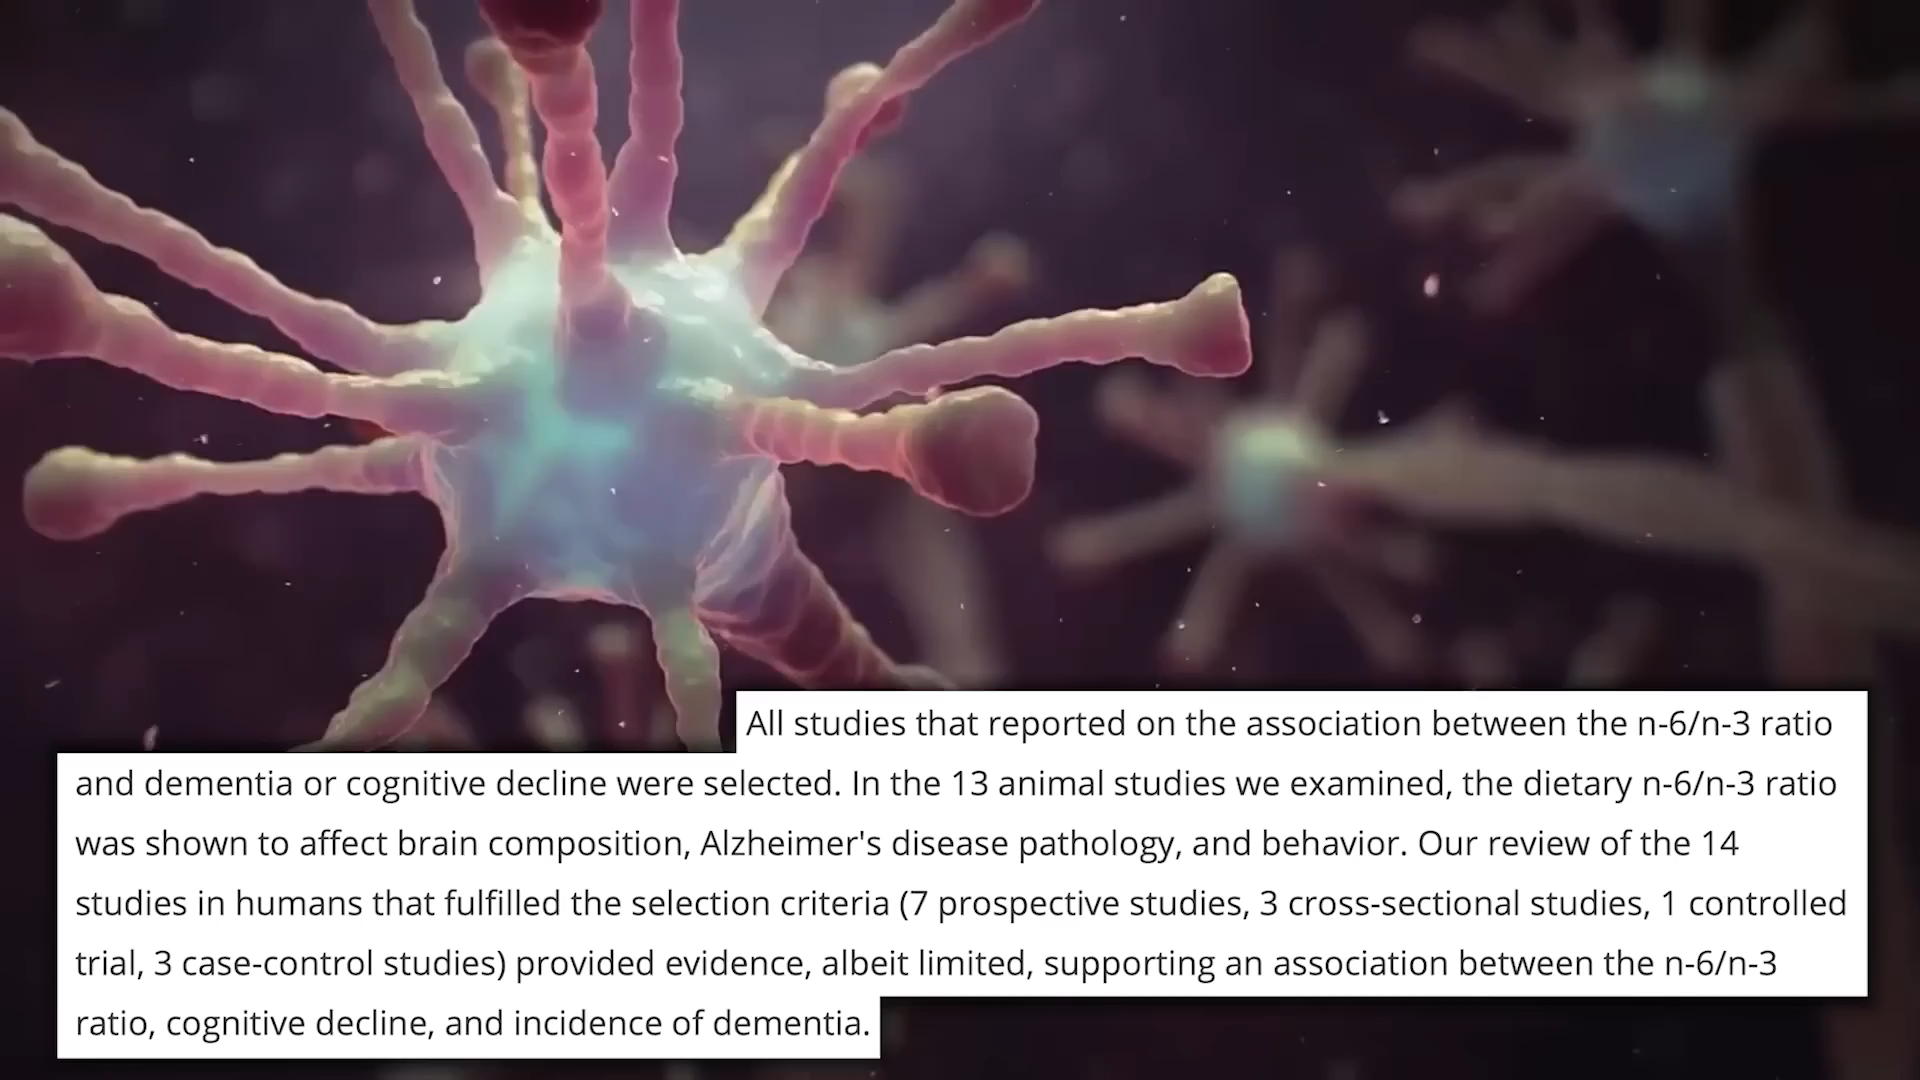 All studies that reported on the association between the n-6/n-3 ratio
and dementia or cognitive decline were selected. In the 13 animal studies we examined, the dietary n-6/n-3 ratio
was shown to affect brain composition, Alzheimer's disease pathology, and behavior. Our review of the 14
studies in humans that fulfilled the selection criteria (7 prospective studies, 3 cross-sectional studies, 1 controlled
trial, 3 case-control studies) provided evidence, albeit limited, supporting an association between the n-6/n-3
ratio, cognitive decline, and incidence of dementia.